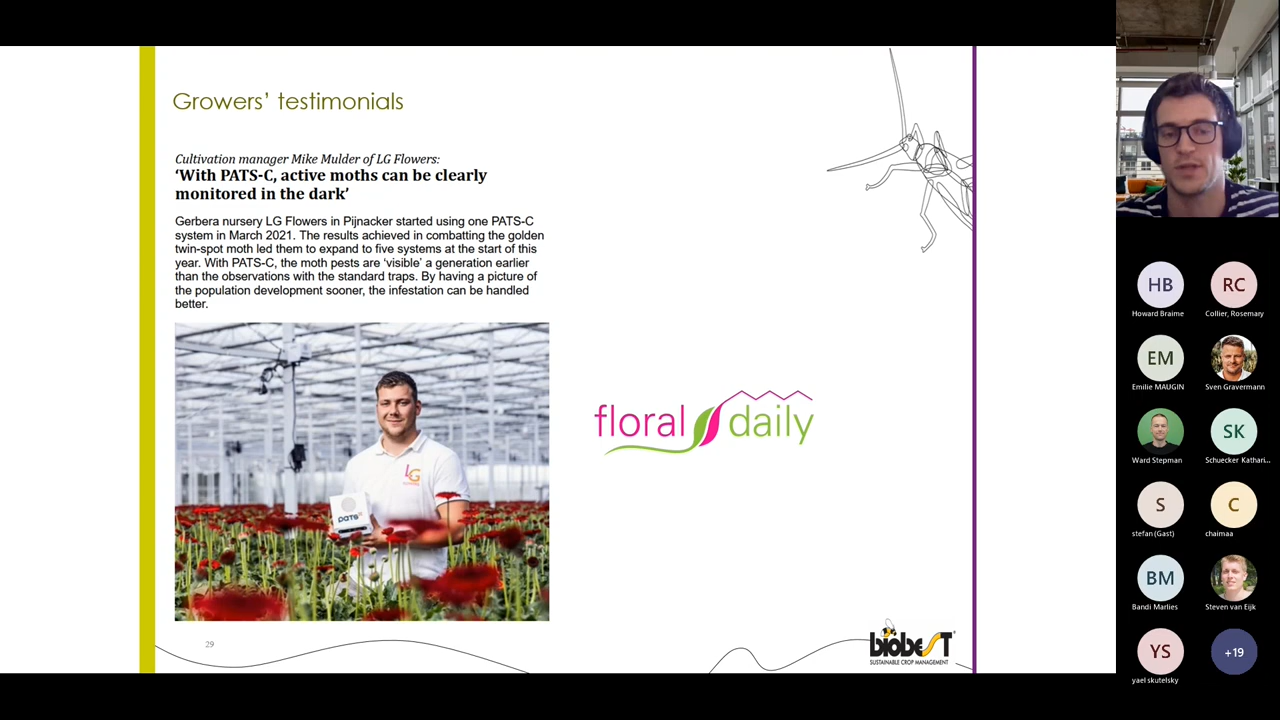 Growers’ testimonials
Cultivation manager Mike Mulder of LG Flowers:
‘With PATS-C, active moths can be clearly
monitored in the dark’
Gerbera nursery LG Flowers in Pijnacker started using one PATS-C
system in March 2021. The results achieved in combatting the golden
twin-spot moth led them to expand to five systems at the start of this
year. With PATS-C, the moth pests are ‘visible’ a generation earlier
than the observations with the standard traps. By having a picture of
the population development sooner, the infestation can be handled
better.
LG
PATS
floral daily
29
biobest
SUSTAINABLE CROP MANAGEMENT
HB
RC
Howard Braime
Collier, Rosemary
EM
Emilie MAUGIN
Sven Gravermann
SK
Ward Stepman
Schuecker Kathari...
S
C
stefan (Gast)
chaimaa
BM
Bandi Marlies
Steven van Eijk
YS
+19
yael skutelsky